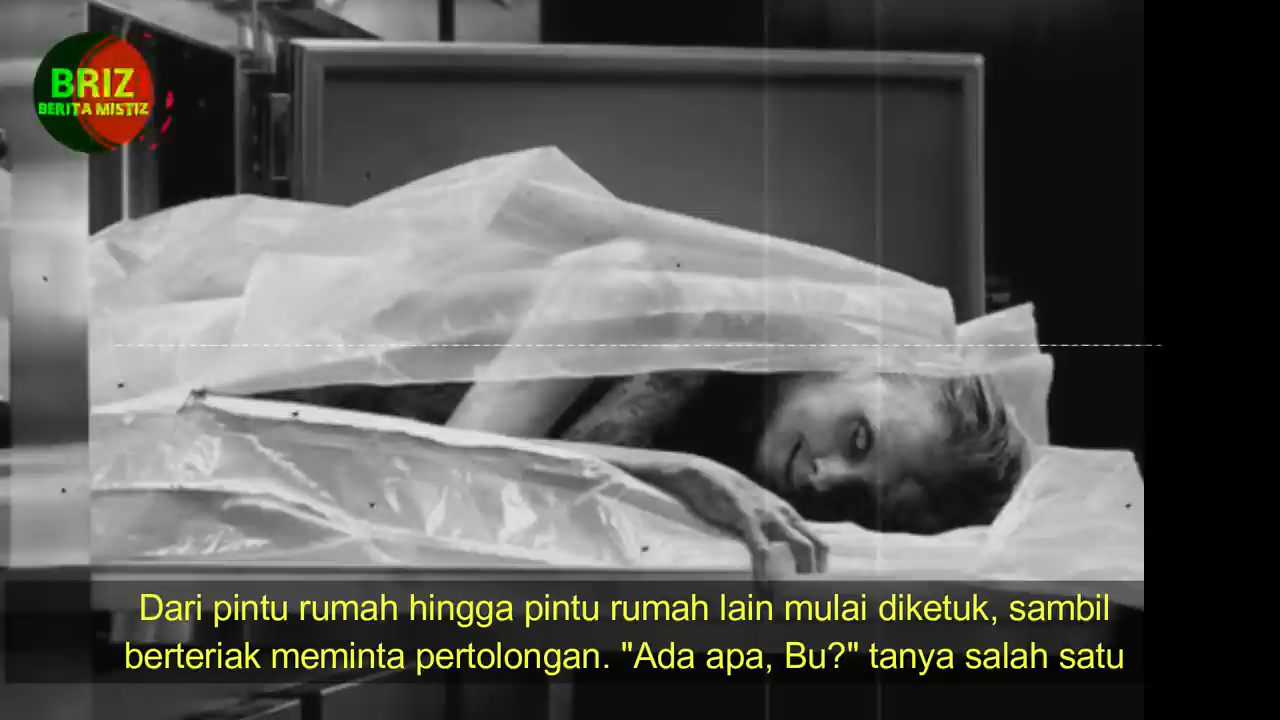 BRIZ
BERITA MISTIZ
Dari pintu rumah hingga pintu rumah lain mulai diketuk, sambil
berteriak meminta pertolongan. "Ada apa, Bu?" tanya salah satu